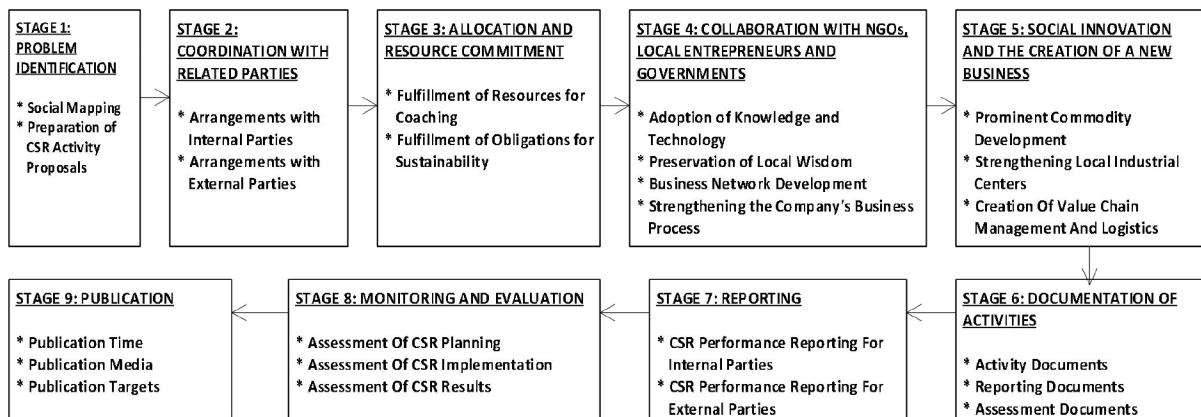 STAGE 1:
PROBLEM
IDENTIFICATION
* Social Mapping
* Preparation of
CSR Activity
Proposals
STAGE 2:
COORDINATION WITH
RELATED PARTIES
* Arrangements with
Internal Parties
* Arrangements with
External Parties
STAGE 3: ALLOCATION AND
RESOURCE COMMITMENT
* Fulfillment of Resources for
Coaching
* Fulfillment of Obligations for
Sustainability
STAGE 4: COLLABORATION WITH NGOs,
LOCAL ENTREPRENEURS AND
GOVERNMENTS
* Adoption of Knowledge and
Technology
* Preservation of Local Wisdom
* Business Network Development
* Strengthening the Company's Business
Process
STAGE 5: SOCIAL INNOVATION
AND THE CREATION OF A NEW
BUSINESS
* Prominent Commodity
Development
* Strengthening Local Industrial
Centers
* Creation Of Value Chain
Management And Logistics
STAGE 6: DOCUMENTATION OF
ACTIVITIES
* Activity Documents
* Reporting Documents
* Assessment Documents
STAGE 7: REPORTING
* CSR Performance Reporting For
Internal Parties
* CSR Performance Reporting For
External Parties
STAGE 8: MONITORING AND EVALUATION
* Assessment Of CSR Planning
* Assessment Of CSR Implementation
* Assessment Of CSR Results
STAGE 9: PUBLICATION
* Publication Time
* Publication Media
* Publication Targets